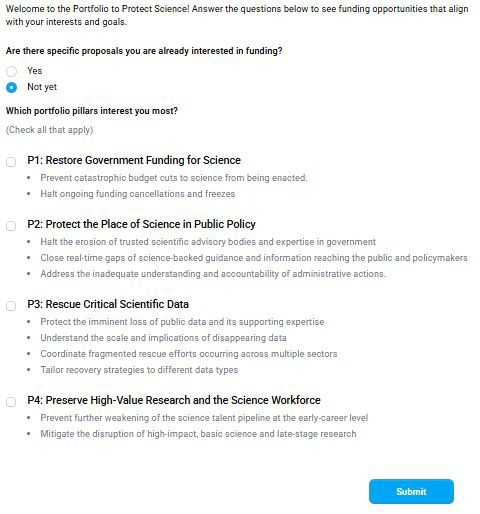 Welcome to the Portfolio to Protect Science! Answer the questions below to see funding opportunities that align
with your interests and goals.
Are there specific proposals you are already interested in funding?
Yes
Not yet
Which portfolio pillars interest you most?
(Check all that apply)
P1: Restore Government Funding for Science
• Prevent catastrophic budget cuts to science from being enacted.
• Halt ongoing funding cancellations and freezes
P2: Protect the Place of Science in Public Policy
• Halt the erosion of trusted scientific advisory bodies and expertise in government
• Close real-time gaps of science-backed guidance and information reaching the public and policymakers
• Address the inadequate understanding and accountability of administrative actions.
P3: Rescue Critical Scientific Data
• Protect the imminent loss of public data and its supporting expertise
• Understand the scale and implications of disappearing data
• Coordinate fragmented rescue efforts occurring across multiple sectors
• Tailor recovery strategies to different data types
P4: Preserve High-Value Research and the Science Workforce
• Prevent further weakening of the science talent pipeline at the early-career level
• Mitigate the disruption of high-impact, basic science and late-stage research
Submit